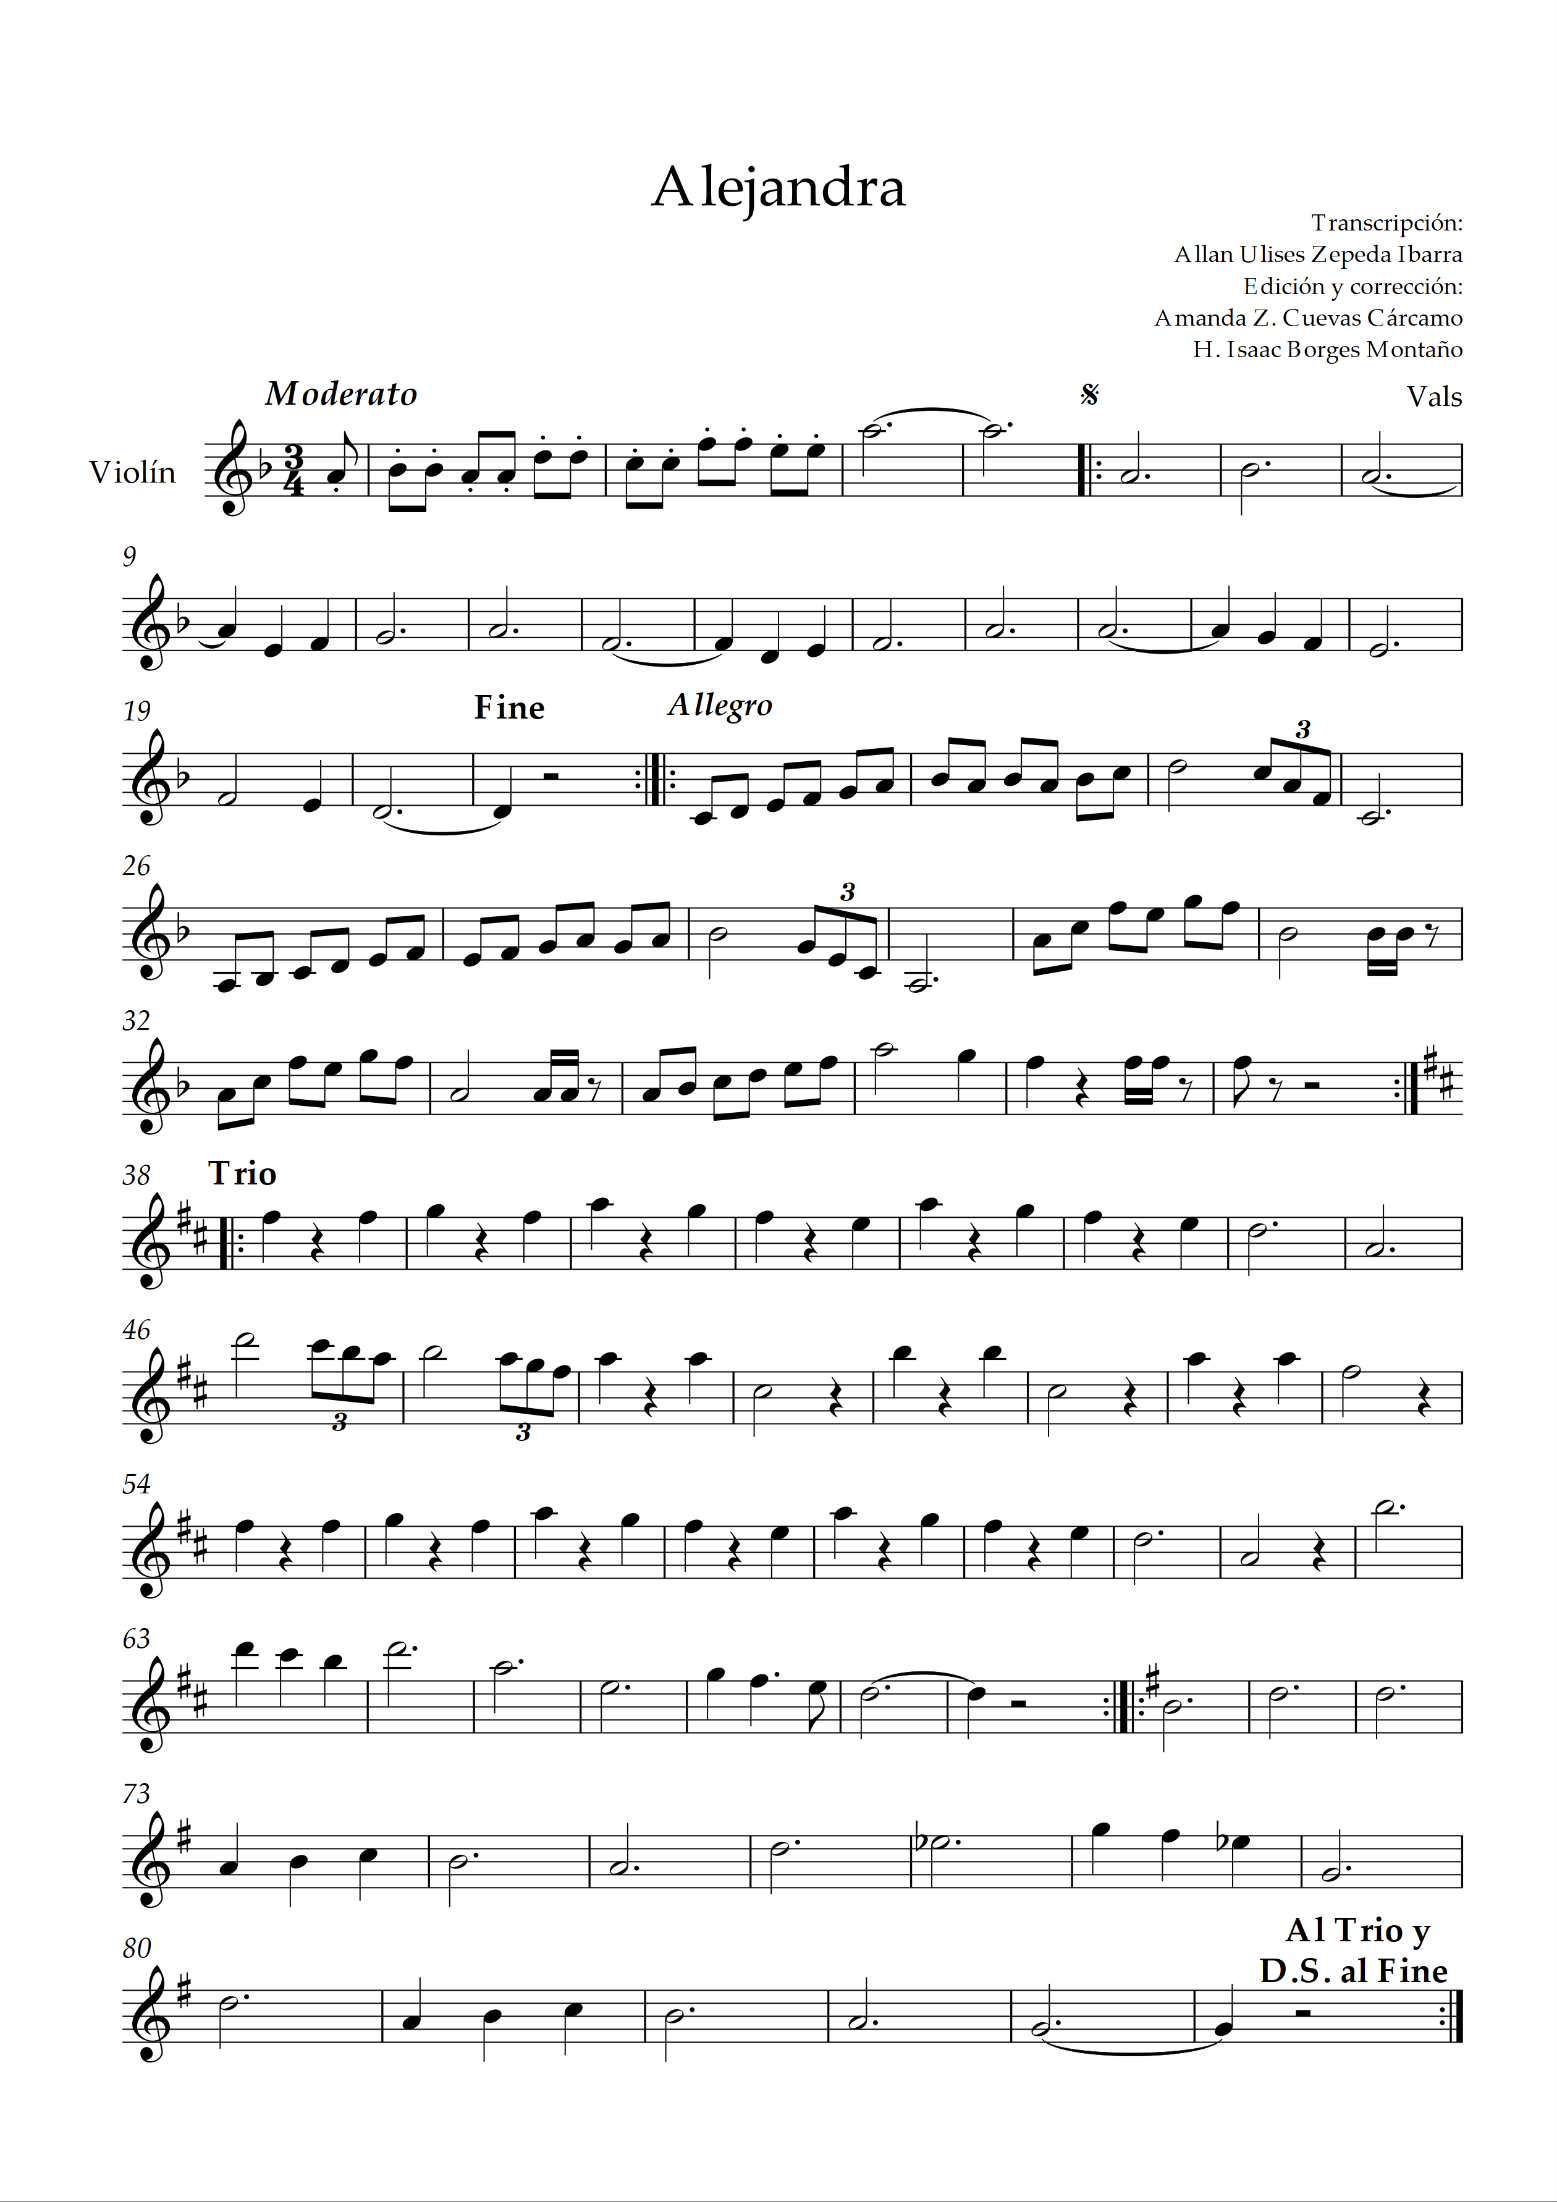 Alejandra
Transcripción:
Allan Ulises Zepeda Ibarra
Edición y corrección:
Amanda Z. Cuevas Cárcamo
H. Isaac Borges Montaño
Moderato
Vals
Violín
3
4
9
19
Fine
Allegro
3
26
3
32
38
Trio
46
3
3
54
63
73
80
Al Trio y
D.S. al Fine